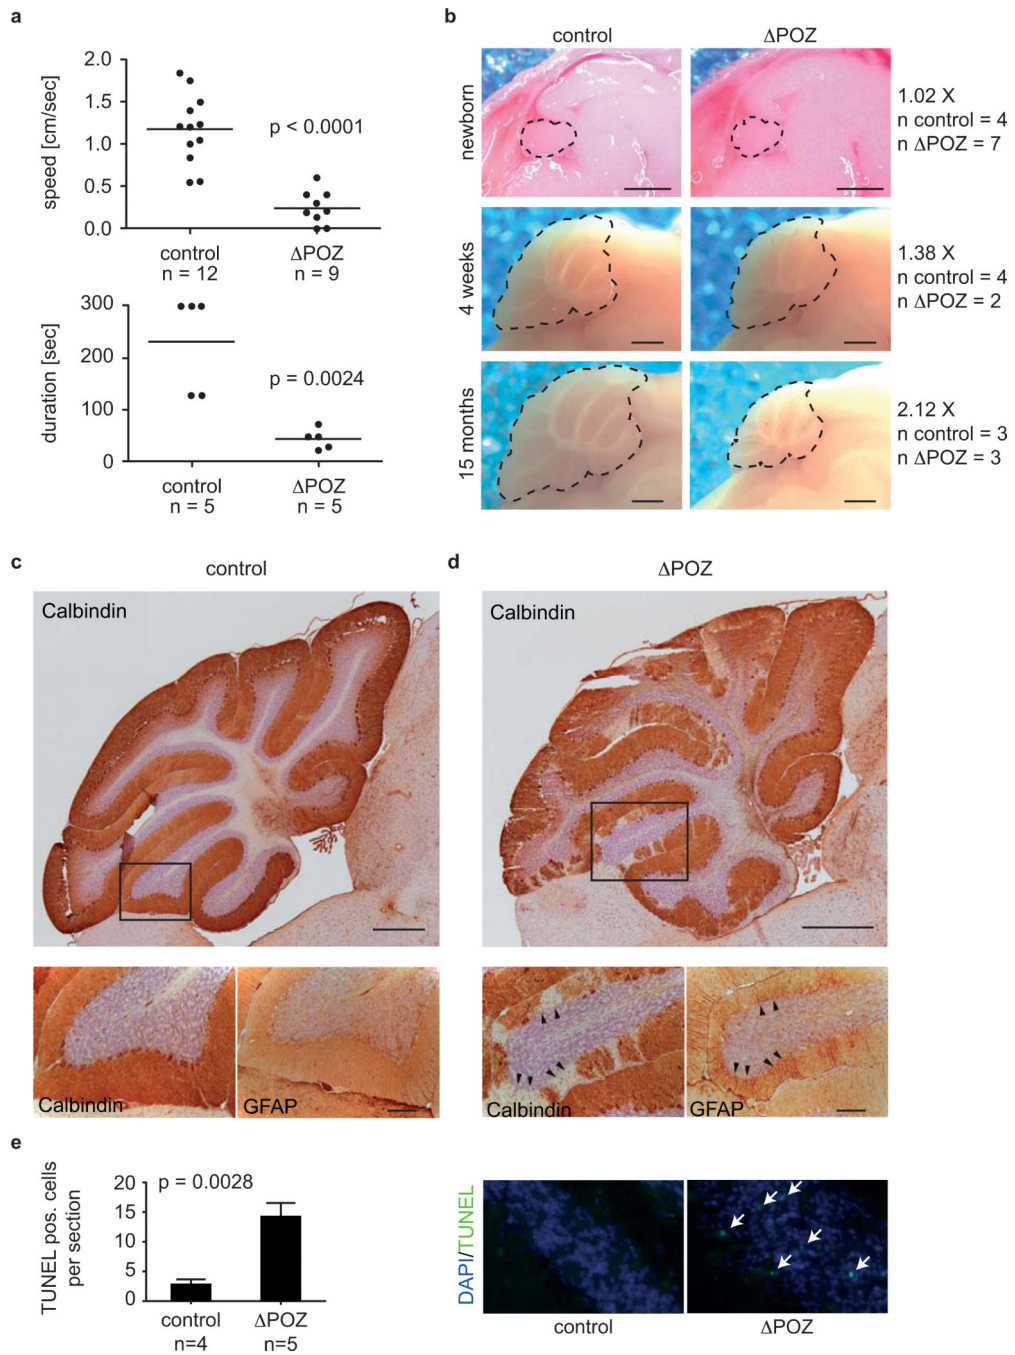 a
speed [cm/sec]
2.0
1.5
1.0
0.5
0.0
p < 0.0001
control
n = 12
ΔPOZ
n = 9
duration [sec]
300
200
100
0
p = 0.0024
control
n = 5
ΔPOZ
n = 5
b
control
ΔPOZ
newborn
1.02 X
n control = 4
n ΔPOZ = 7
4 weeks
1.38 X
n control = 4
n ΔPOZ = 2
15 months
2.12 X
n control = 3
n ΔPOZ = 3
c
control
Calbindin
Calbindin
GFAP
d
ΔPOZ
Calbindin
Calbindin
GFAP
e
TUNEL pos. cells
per section
20
15
10
5
0
p = 0.0028
control
n=4
ΔPOZ
n=5
DAPI/TUNEL
control
ΔPOZ